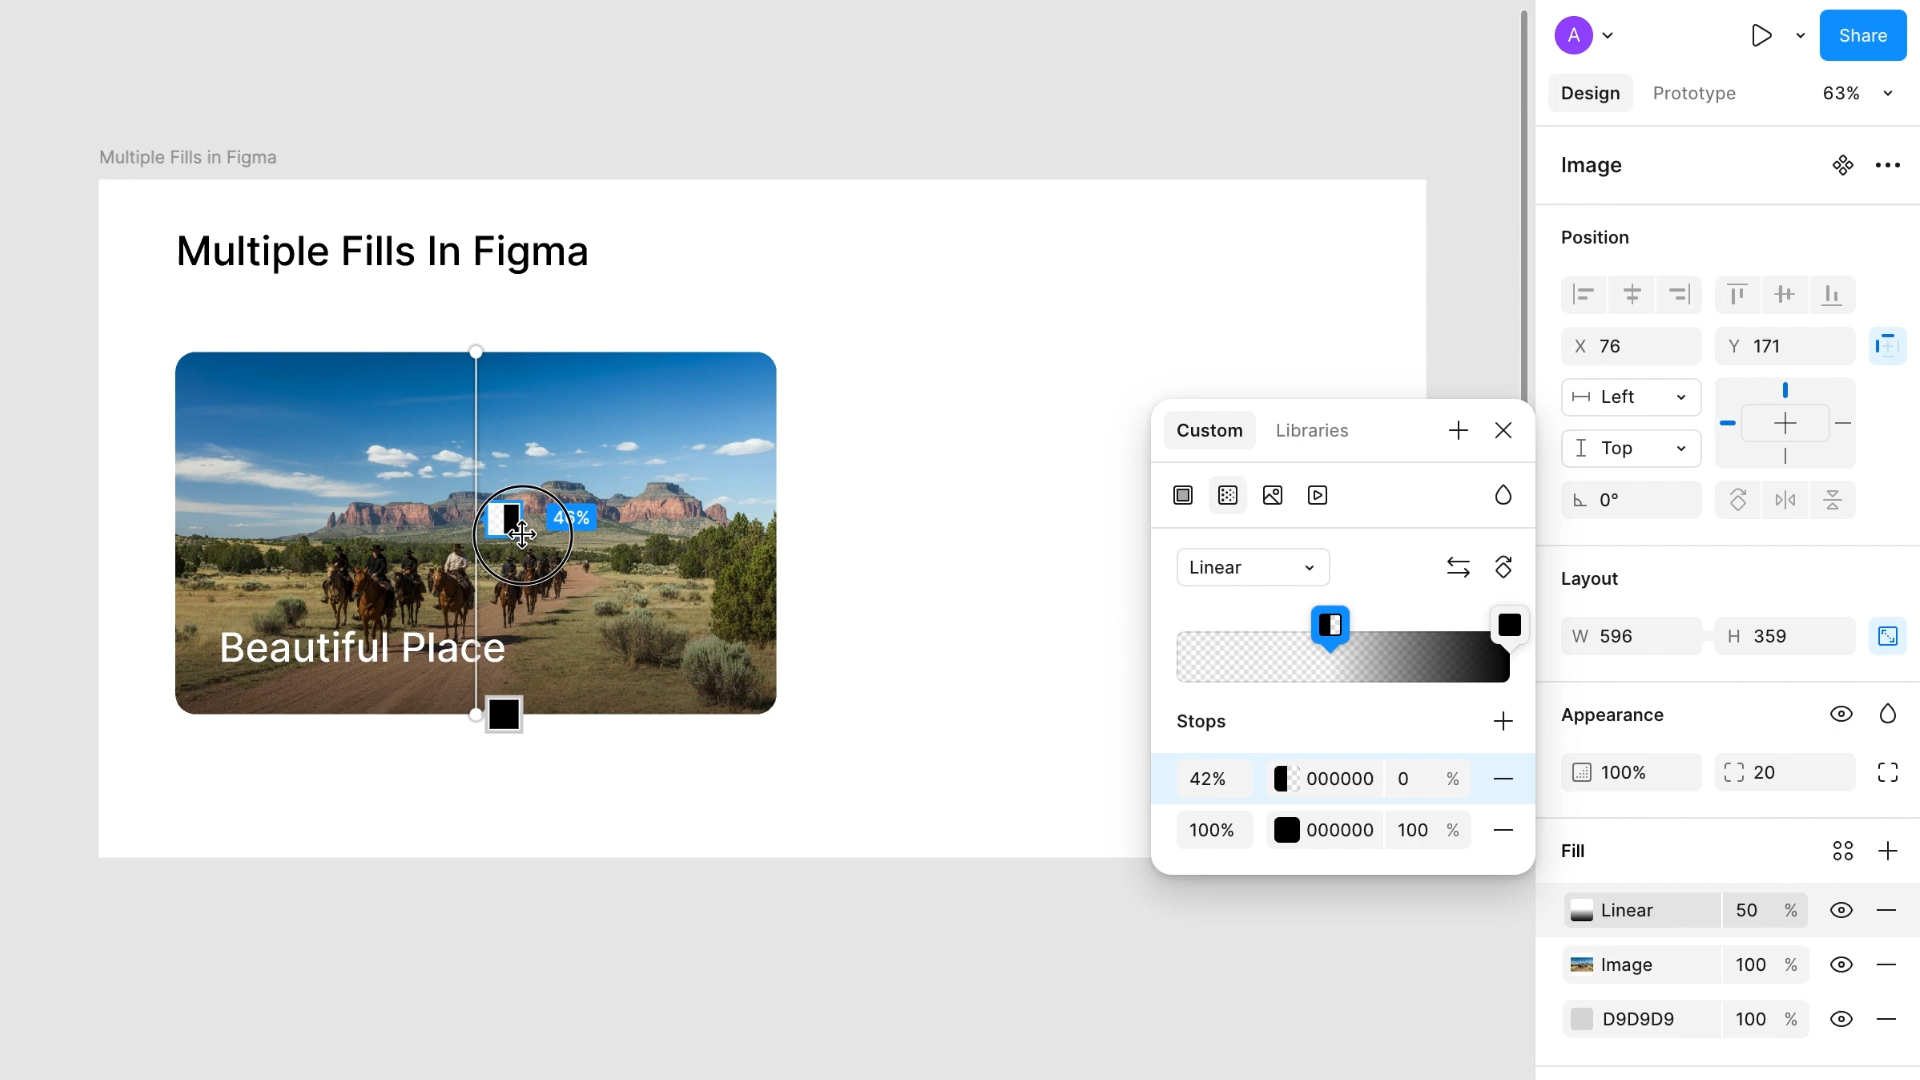 A
Share
Design Prototype 63%
Multiple Fills in Figma
Image
Multiple Fills In Figma
Position
X 76 Y 171
Left
Top
0°
Custom Libraries
46%
Linear
Layout
W 596 H 359
Beautiful Place
Stops
Appearance
42% 000000 0 %
100% 20
100% 000000 100 %
Fill
Linear 50 %
Image 100 %
D9D9D9 100 %